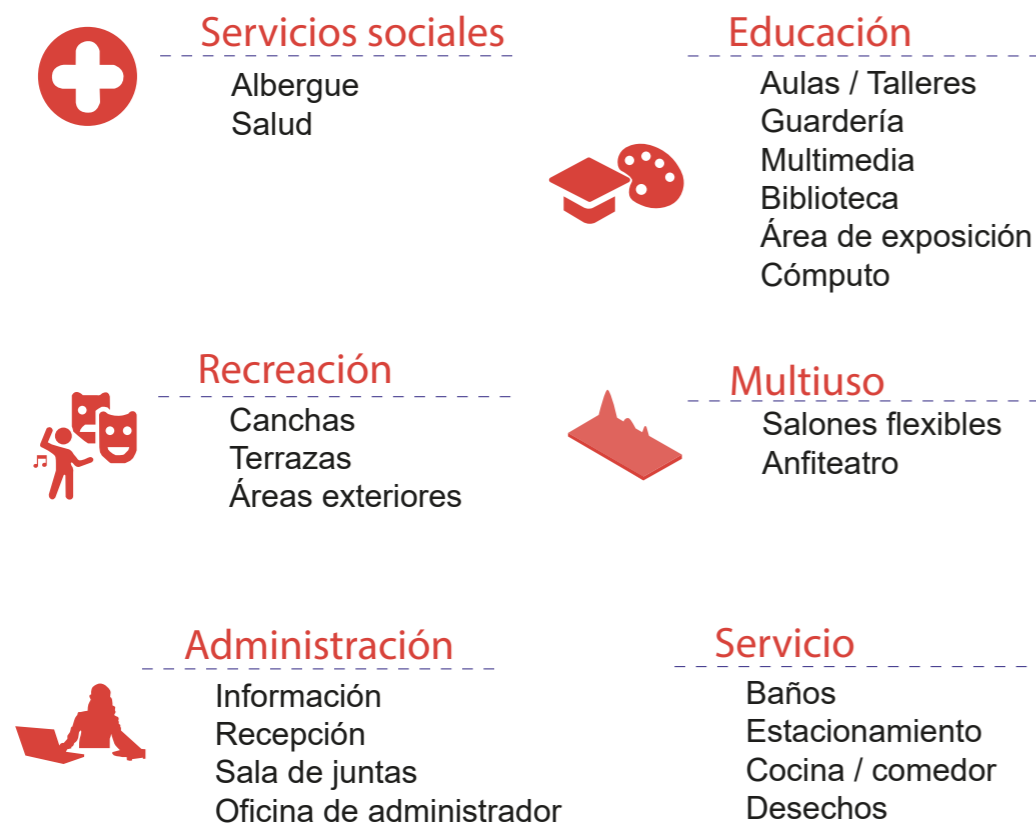 Servicios sociales
Albergue
Salud
Educación
Aulas / Talleres
Guardería
Multimedia
Biblioteca
Área de exposición
Cómputo
Recreación
Canchas
Terrazas
Áreas exteriores
Multiuso
Salones flexibles
Anfiteatro
Administración
Información
Recepción
Sala de juntas
Oficina de administrador
Servicio
Baños
Estacionamiento
Cocina / comedor
Desechos